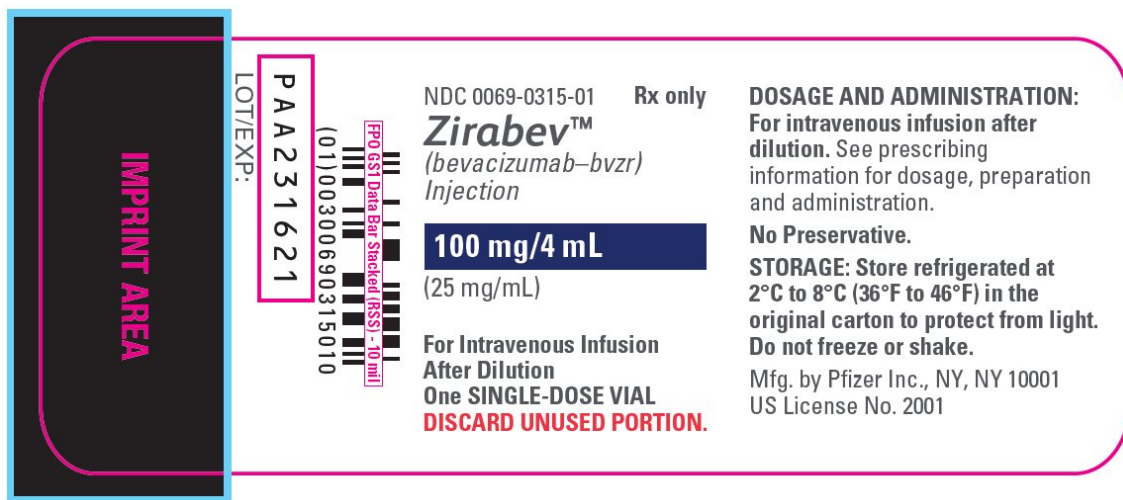 IMPRINT AREA
LOT/EXP:
PAA231621
(01)00300690315010
FPO GS1 Data Bar Stacked (RSS) - 10 mil
NDC 0069-0315-01 Rx only
Zirabev™
(bevacizumab–bvzr)
Injection
100 mg/4 mL
(25 mg/mL)
For Intravenous Infusion
After Dilution
One SINGLE-DOSE VIAL
DISCARD UNUSED PORTION.
DOSAGE AND ADMINISTRATION:
For intravenous infusion after
dilution. See prescribing
information for dosage, preparation
and administration.
No Preservative.
STORAGE: Store refrigerated at
2°C to 8°C (36°F to 46°F) in the
original carton to protect from light.
Do not freeze or shake.
Mfg. by Pfizer Inc., NY, NY 10001
US License No. 2001